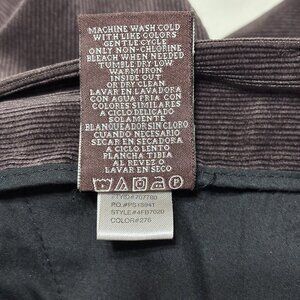 MACHINE WASH COLD
WITH LIKE COLORS
GENTLE CYCLE
ONLY NON-CHLORINE
BLEACH WHEN NEEDED
TUMBLE DRY LOW
WARM IRON
INSIDE OUT
OR DRY CLEAN
LAVAR EN LAVADORA
CON AGUA FRIA CON
COLORES SIMILARES
A CICLO DELICADO
SOLAMENTE
BLANQUEADOR SIN CLORO
CUANDO NECESARIO
SECAR EN SECADORA
A CICLO LENTO
PLANCHA TIBIA
AL REVES O
LAVAR EN SECO
P
STYLE#4FB7020
COLOR#276